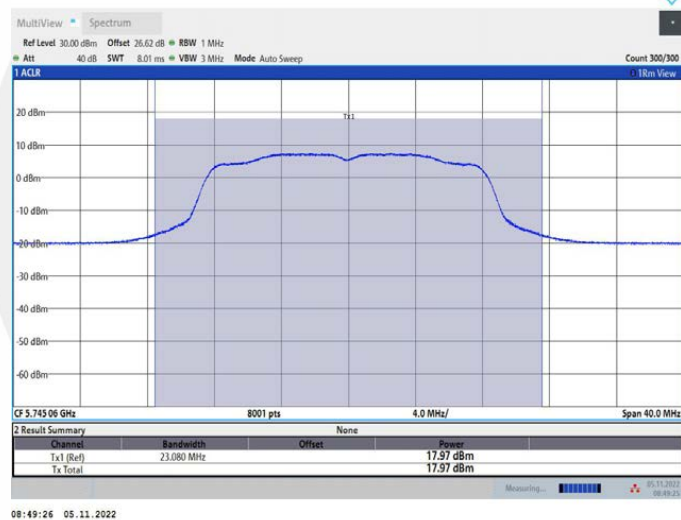 MultiView Spectrum
Ref Level 30.00 dBm Offset 26.62 dB RBW 1 MHz
Att 40 dB SWT 8.01 ms VBW 3 MHz Mode Auto Sweep Count 300/300
1 ACLR 1Rm View
Tx1
20 dBm
10 dBm
0 dBm
-10 dBm
-20 dBm
-30 dBm
-40 dBm
-50 dBm
-60 dBm
CF 5.745 06 GHz 8001 pts 4.0 MHz/ Span 40.0 MHz
2 Result Summary None
Channel Bandwidth Offset Power
Tx1 (Ref) 23.080 MHz 17.97 dBm
Tx Total 17.97 dBm
Measuring... 05.11.2022
08:49:25
08:49:26 05.11.2022